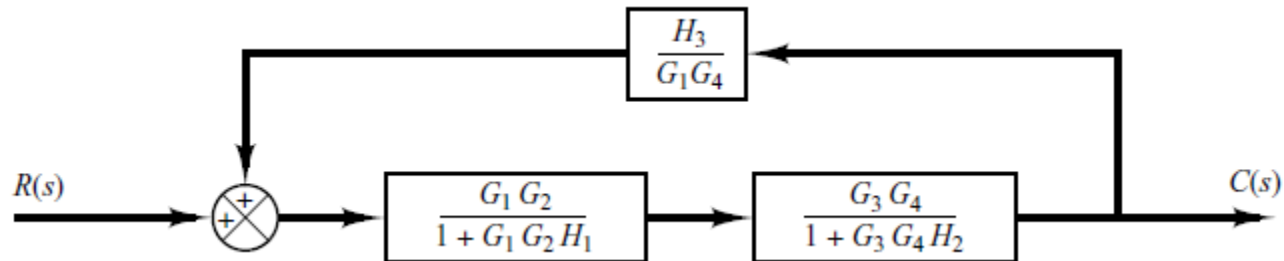 H₃
G₁G₄
R(s)
+
+
G₁ G₂
1 + G₁ G₂ H₁
G₃ G₄
1 + G₃ G₄ H₂
C(s)